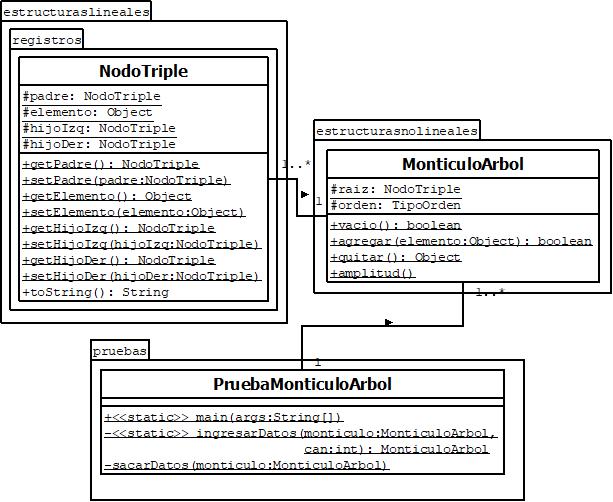 estructuraslineales
registros
NodoTriple
#padre: NodoTriple
#elemento: Object
#hijoIzq: NodoTriple
#hijoDer: NodoTriple
+getPadre(): NodoTriple
+setPadre(padre:NodoTriple)
+getElemento(): Object
+setElemento(elemento:Object)
+getHijoIzq(): NodoTriple
+setHijoIzq(hijoIzq:NodoTriple)
+getHijoDer(): NodoTriple
+setHijoDer(hijoDer:NodoTriple)
+toString(): String
1..*
1
estructurasnolineales
MonticuloArbol
#raiz: NodoTriple
#orden: TipoOrden
+vacio(): boolean
+agregar(elemento:Object): boolean
+quitar(): Object
+amplitud()
1..*
1
pruebas
PruebaMonticuloArbol
+<<static>> main(args:String[])
-<<static>> ingresarDatos(monticulo:MonticuloArbol,
can:int): MonticuloArbol
-sacarDatos(monticulo:MonticuloArbol)